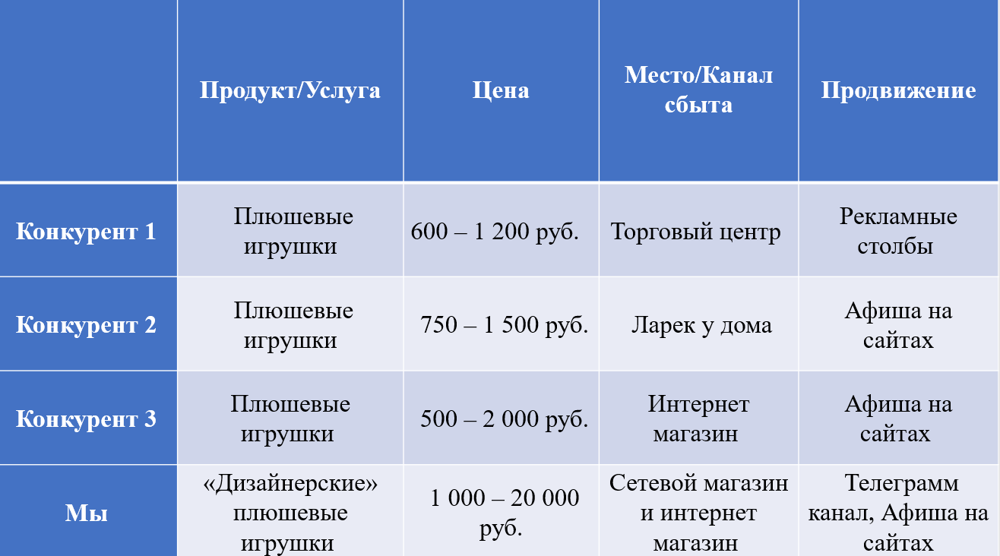 Продукт/Услуга
Цена
Место/Канал
сбыта
Продвижение
Конкурент 1
Плюшевые
игрушки
600 – 1 200 руб.
Торговый центр
Рекламные
столбы
Конкурент 2
Плюшевые
игрушки
750 – 1 500 руб.
Ларек у дома
Афиша на
сайтах
Конкурент 3
Плюшевые
игрушки
500 – 2 000 руб.
Интернет
магазин
Афиша на
сайтах
Мы
«Дизайнерские»
плюшевые
игрушки
1 000 – 20 000
руб.
Сетевой магазин
и интернет
магазин
Телеграмм
канал, Афиша на
сайтах